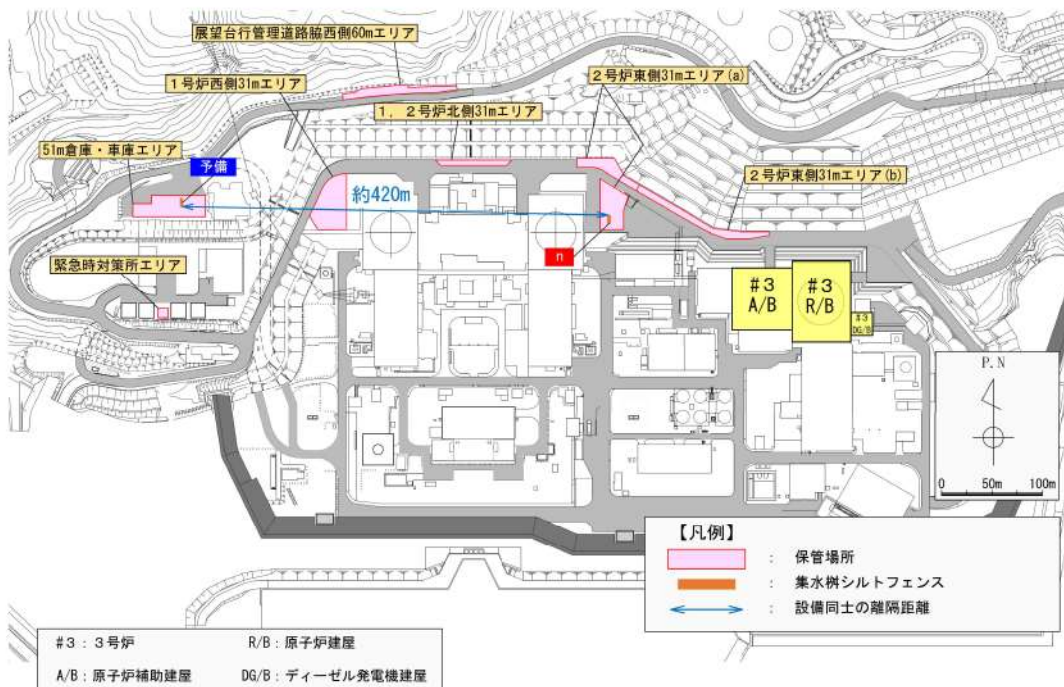 展望台行管理道路脇西側60mエリア
1号炉西側31mエリア
2号炉東側31mエリア(a)
1, 2号炉北側31mエリア
51m倉庫・車庫エリア
予備
2号炉東側31mエリア(b)
約420m
n
緊急時対策所エリア
#3
A/B
#3
R/B
#3
DG/B
P.N
0 50m 100m
【凡例】
: 保管場所
: 集水桝シルトフェンス
: 設備同士の離隔距離
#3 : 3号炉 R/B : 原子炉建屋
A/B : 原子炉補助建屋 DG/B : ディーゼル発電機建屋